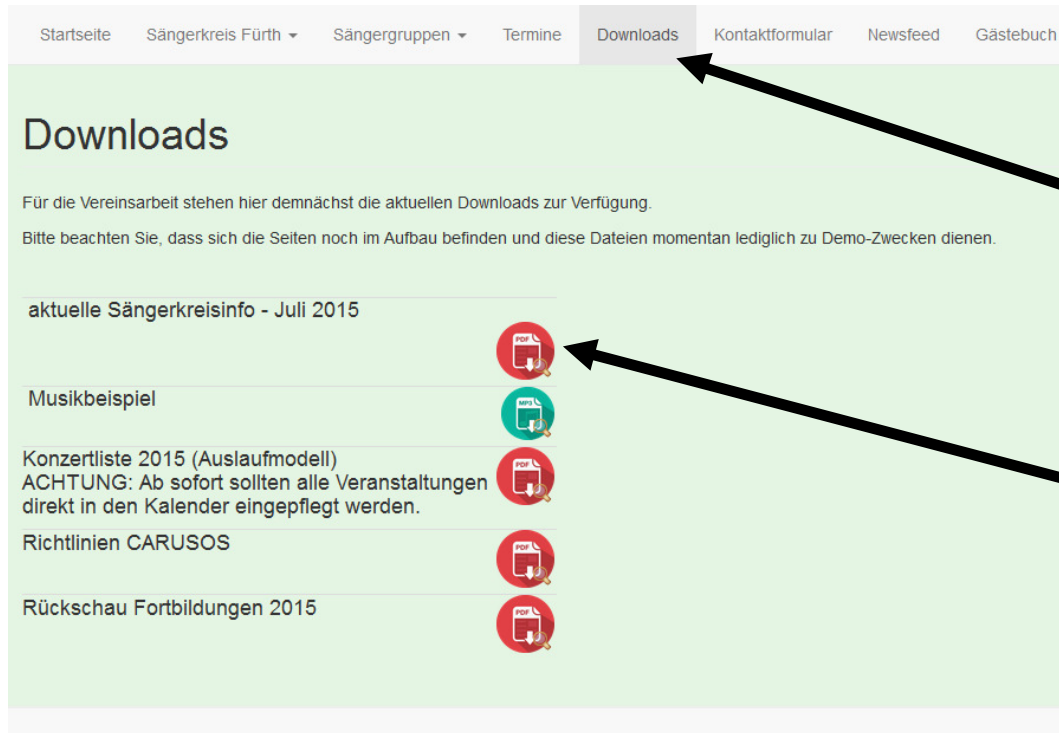 Startseite Sängerkreis Fürth Sängergruppen Termine Downloads Kontaktformular Newsfeed Gästebuch
Downloads
Für die Vereinsarbeit stehen hier demnächst die aktuellen Downloads zur Verfügung.
Bitte beachten Sie, dass sich die Seiten noch im Aufbau befinden und diese Dateien momentan lediglich zu Demo-Zwecken dienen.
aktuelle Sängerkreisinfo - Juli 2015
PDF
Musikbeispiel
MP3
Konzertliste 2015 (Auslaufmodell)
PDF
ACHTUNG: Ab sofort sollten alle Veranstaltungen
direkt in den Kalender eingepflegt werden.
Richtlinien CARUSOS
PDF
Rückschau Fortbildungen 2015
PDF